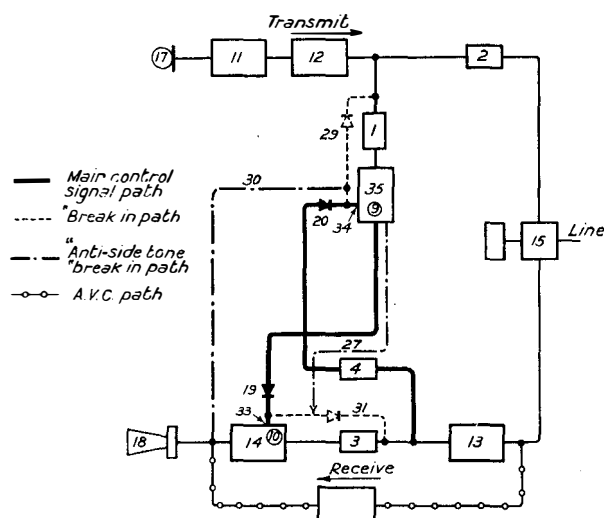 Transmit
17
11
12
2
29
1
Main control
signal path
30
35
9
"Break in path
20
34
15
Line
"
Anti-side tone
"break in path
A.V.C. path
27
4
19
31
33
18
14
10
3
13
Receive